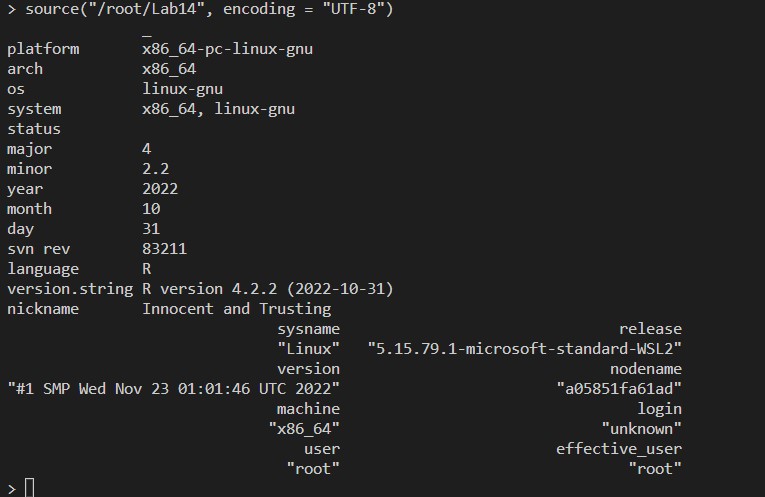 > source("/root/Lab14", encoding = "UTF-8")
               _
platform       x86_64-pc-linux-gnu
arch           x86_64
os             linux-gnu
system         x86_64, linux-gnu
status
major          4
minor          2.2
year           2022
month          10
day            31
svn rev        83211
language       R
version.string R version 4.2.2 (2022-10-31)
nickname       Innocent and Trusting
                              sysname                               release
                              "Linux"   "5.15.79.1-microsoft-standard-WSL2"
                              version                              nodename
"#1 SMP Wed Nov 23 01:01:46 UTC 2022"                        "a05851fa61ad"
                              machine                                 login
                             "x86_64"                             "unknown"
                                 user                        effective_user
                               "root"                                "root"
>